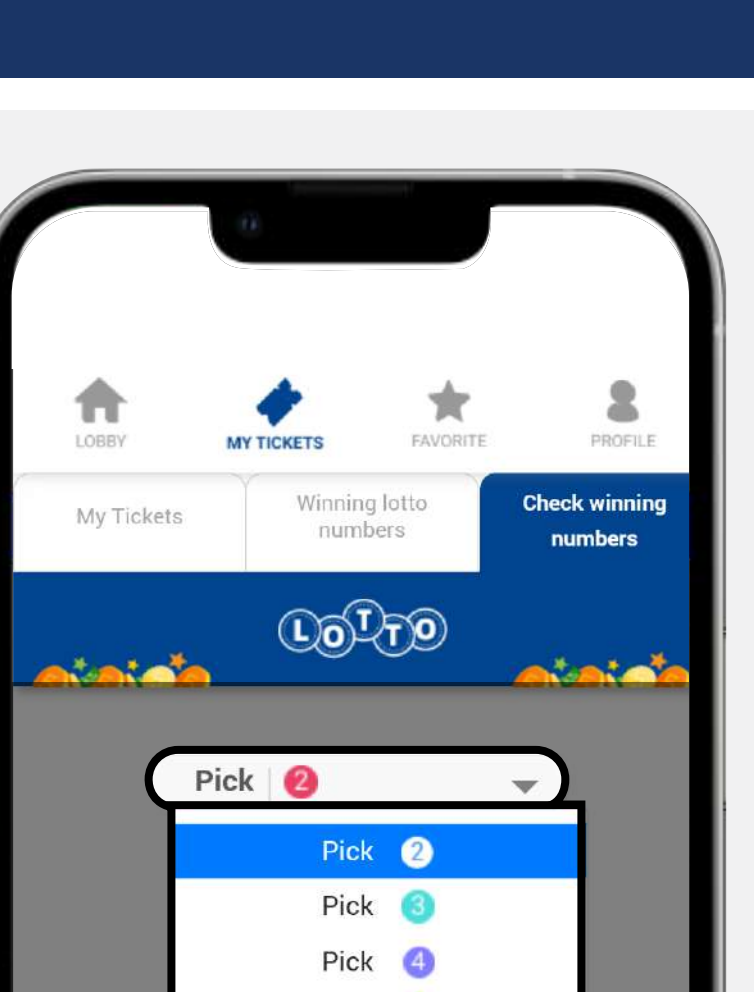 LOBBY
MY TICKETS
FAVORITE
PROFILE
My Tickets
Winning lotto
numbers
Check winning
numbers
LOTTO
Pick 2
Pick 2
Pick 3
Pick 4